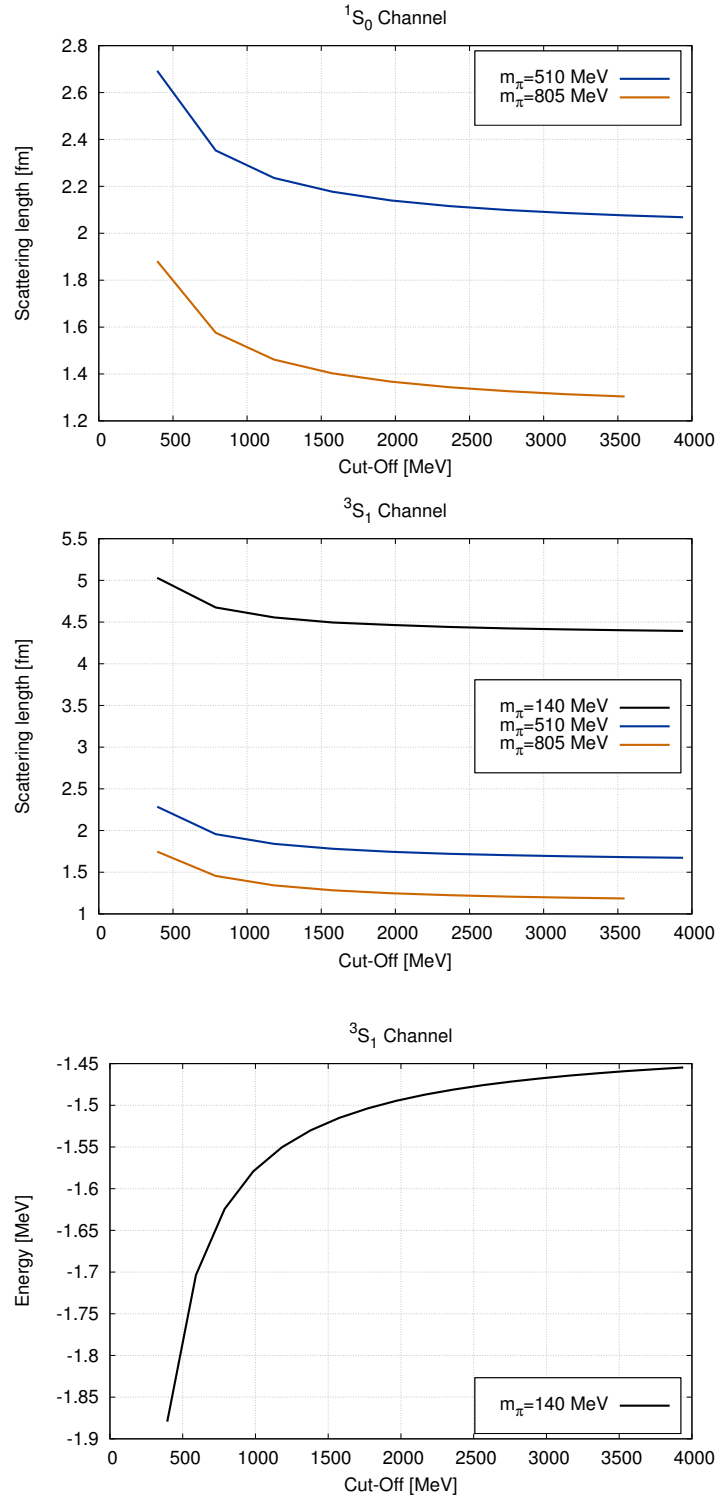 ¹S₀ Channel
Scattering length [fm]
2.8
2.6
2.4
2.2
2
1.8
1.6
1.4
1.2
m_π=510 MeV
m_π=805 MeV
0 500 1000 1500 2000 2500 3000 3500 4000
Cut-Off [MeV]
³S₁ Channel
Scattering length [fm]
5.5
5
4.5
4
3.5
3
2.5
2
1.5
1
m_π=140 MeV
m_π=510 MeV
m_π=805 MeV
0 500 1000 1500 2000 2500 3000 3500 4000
Cut-Off [MeV]
³S₁ Channel
Energy [MeV]
-1.45
-1.5
-1.55
-1.6
-1.65
-1.7
-1.75
-1.8
-1.85
-1.9
m_π=140 MeV
0 500 1000 1500 2000 2500 3000 3500 4000
Cut-Off [MeV]